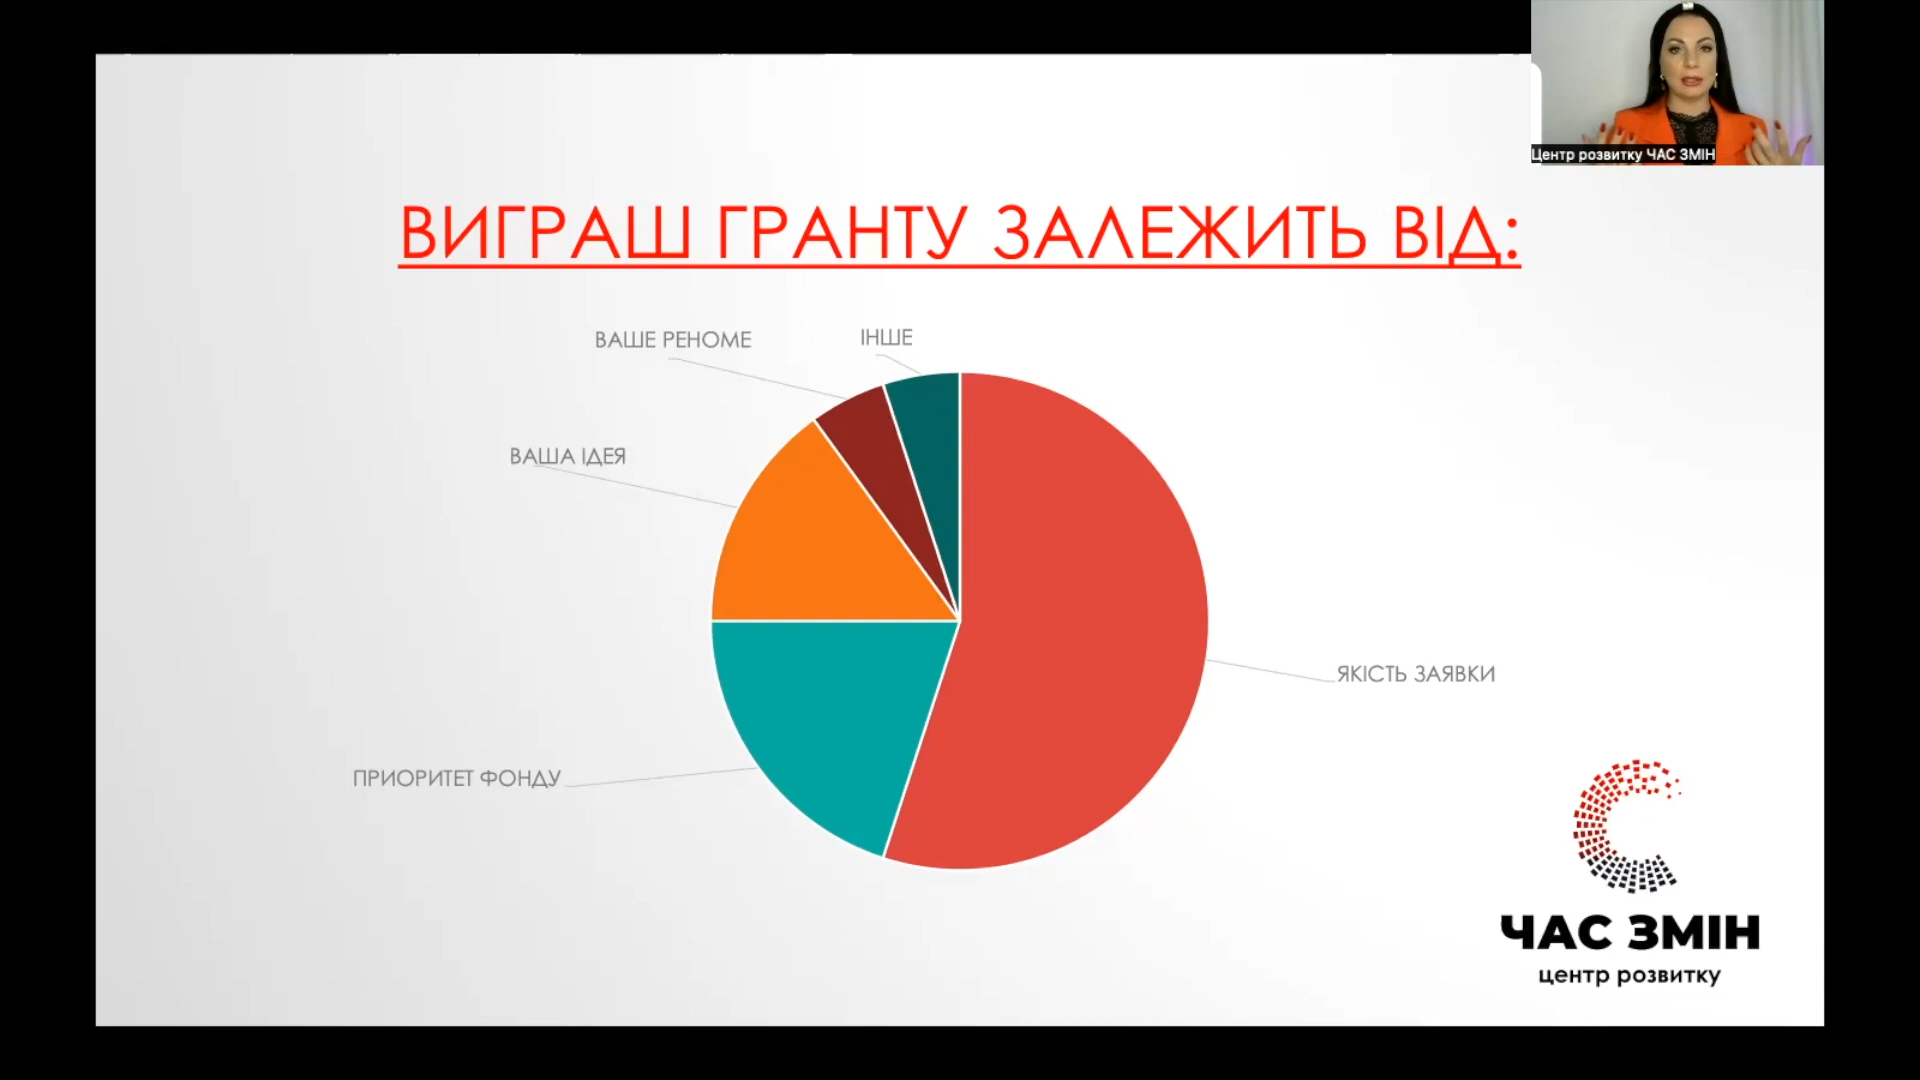 Центр розвитку ЧАС ЗМІН
ВИГРАШ ГРАНТУ ЗАЛЕЖИТЬ ВІД:
ВАШЕ РЕНОМЕ
ІНШЕ
ВАША ІДЕЯ
ЯКІСТЬ ЗАЯВКИ
ПРИОРИТЕТ ФОНДУ
ЧАС ЗМІН
центр розвитку